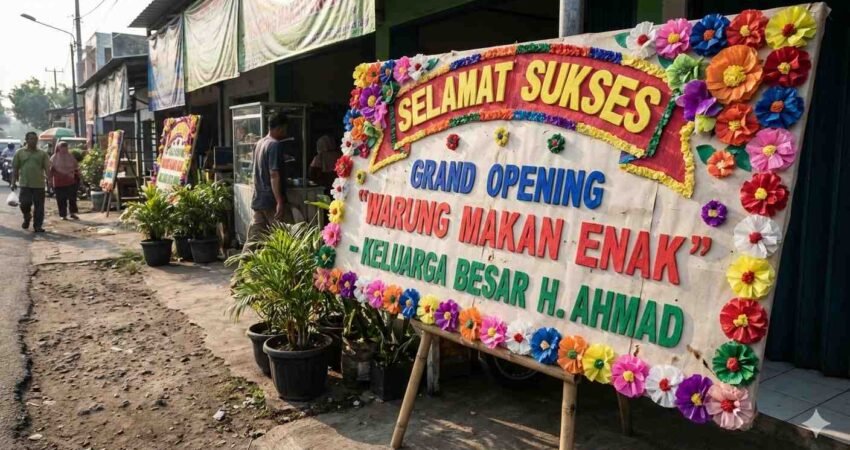 SELAMAT SUKSES
GRAND OPENING
"WARUNG MAKAN ENAK"
- KELUARGA BESAR H. AHMAD